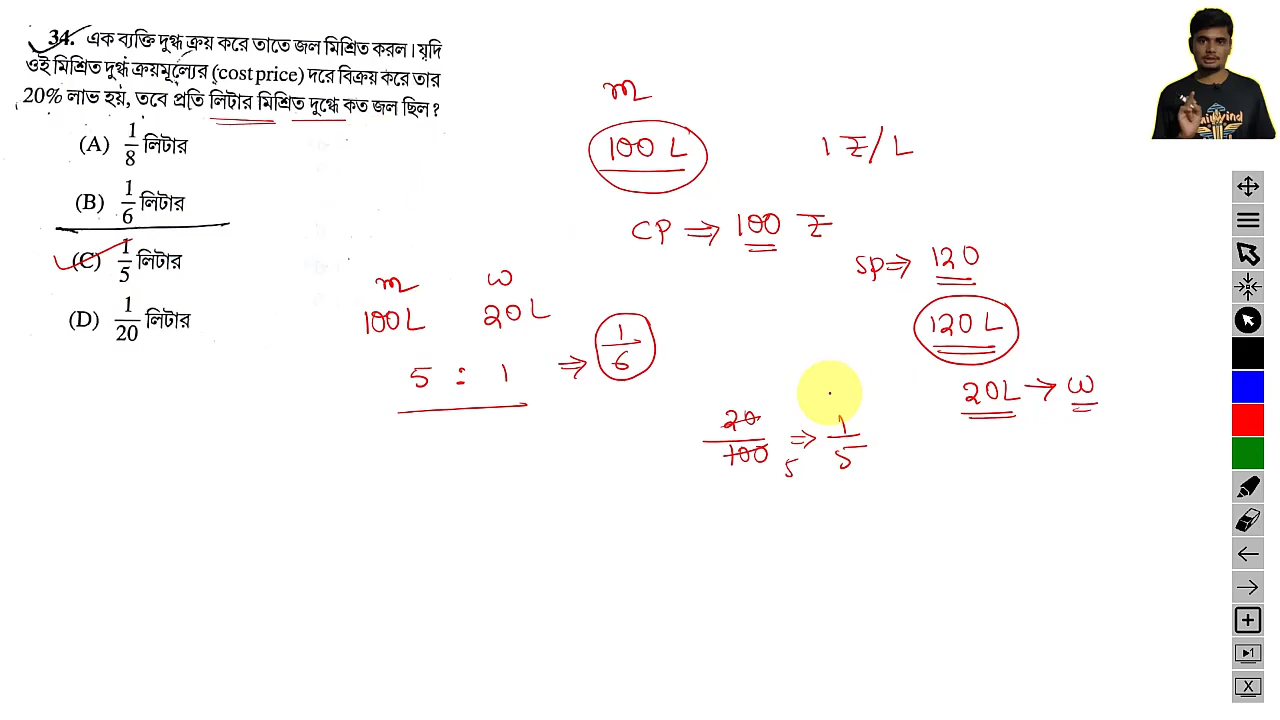 34. এক ব্যক্তি দুগ্ধ ক্রয় করে তাতে জল মিশ্রিত করল। যদি
ওই মিশ্রিত দুগ্ধ ক্রয়মূল্যের (cost price) দরে বিক্রয় করে তার
20% লাভ হয়, তবে প্রতি লিটার মিশ্রিত দুগ্ধে কত জল ছিল?
(A) 1/8 লিটার
(B) 1/6 লিটার
(C) 1/5 লিটার
(D) 1/20 লিটার
m
100 L 1 ₹/L
CP ⇒ 100 ₹
SP ⇒ 120
120 L
20L → w
m w
100L 20L
5 : 1 ⇒ 1/6
20/100 5 ⇒ 1/5